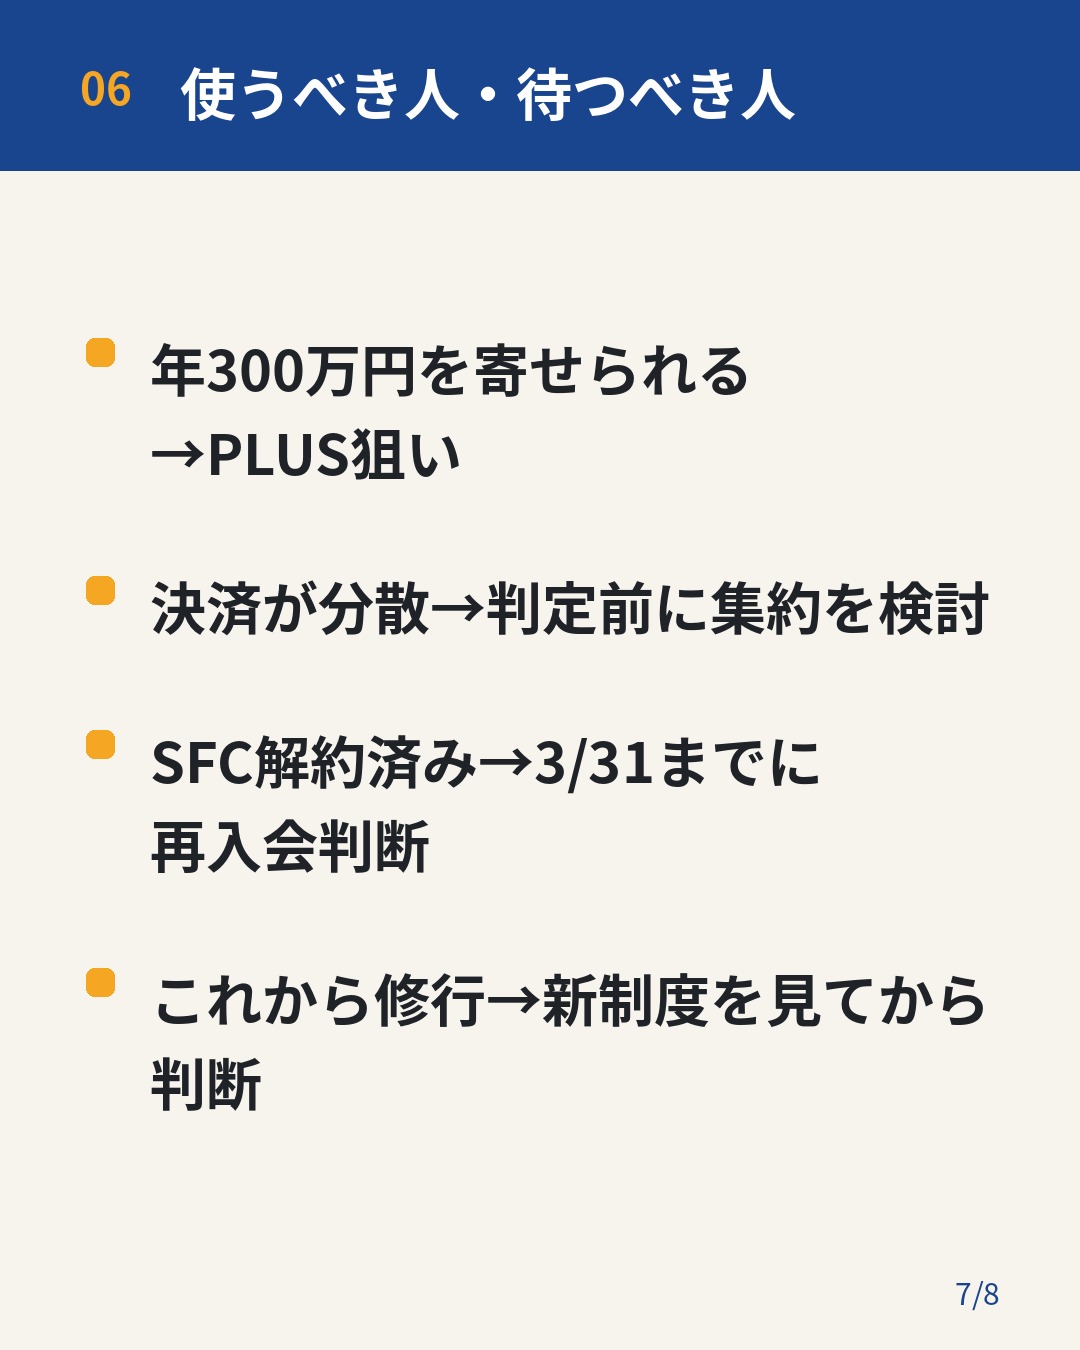 06 使うべき人・待つべき人
年300万円を寄せられる
→PLUS狙い
決済が分散→判定前に集約を検討
SFC解約済み→3/31までに
再入会判断
これから修行→新制度を見てから
判断
7/8